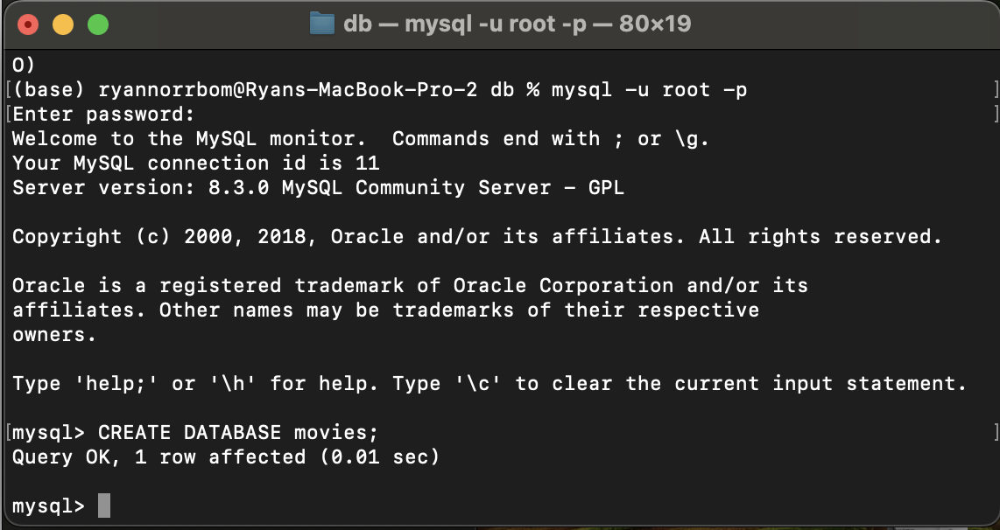 db — mysql -u root -p — 80×19
O)
[(base) ryannorrbom@Ryans-MacBook-Pro-2 db % mysql -u root -p ]
[Enter password: ]
Welcome to the MySQL monitor.  Commands end with ; or \g.
Your MySQL connection id is 11
Server version: 8.3.0 MySQL Community Server - GPL
Copyright (c) 2000, 2018, Oracle and/or its affiliates. All rights reserved.
Oracle is a registered trademark of Oracle Corporation and/or its
affiliates. Other names may be trademarks of their respective
owners.
Type 'help;' or '\h' for help. Type '\c' to clear the current input statement.
[mysql> CREATE DATABASE movies; ]
Query OK, 1 row affected (0.01 sec)
mysql>